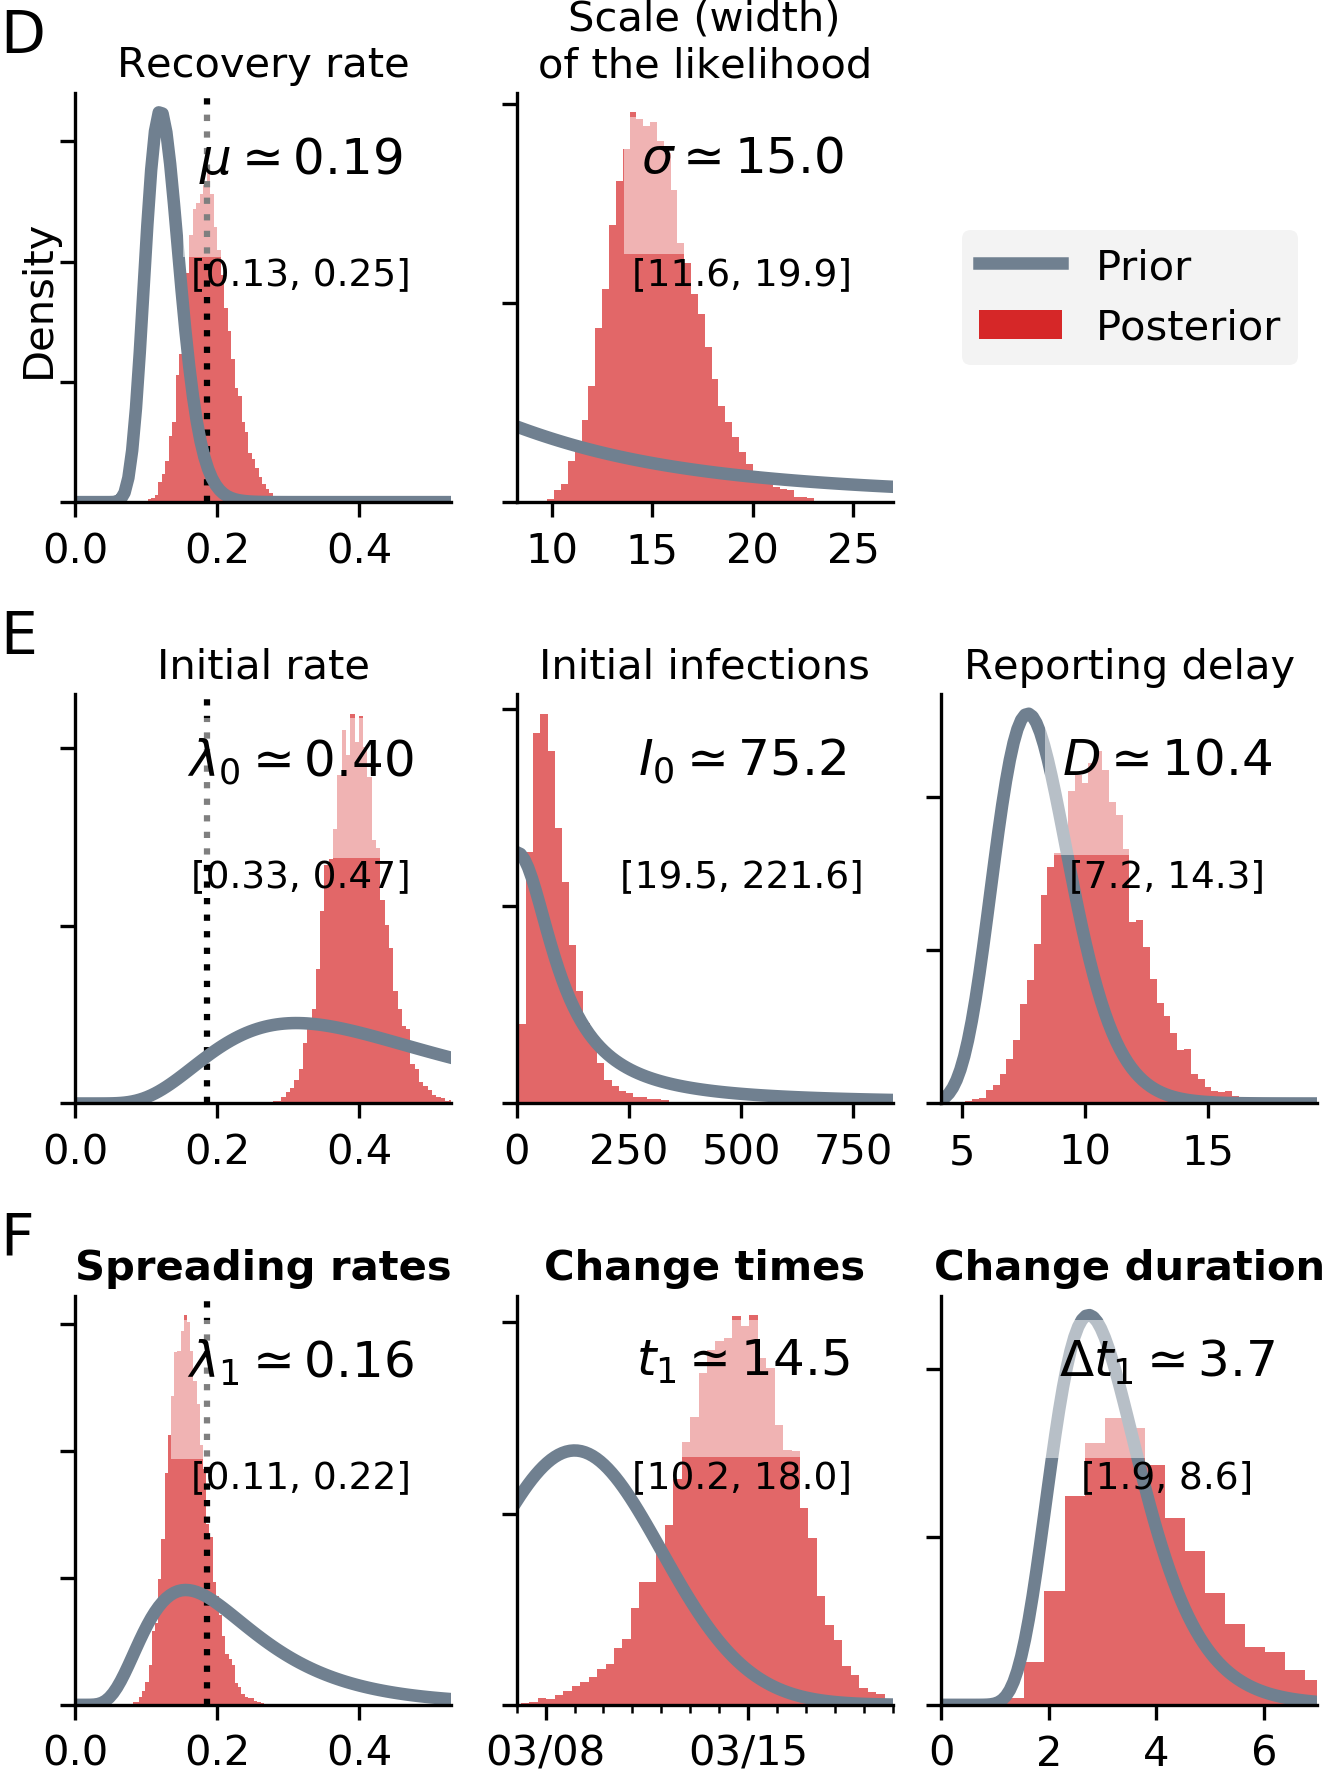 D
Recovery rate
Scale (width)
of the likelihood
μ ≃ 0.19
[0.13, 0.25]
σ ≃ 15.0
[11.6, 19.9]
Density
Prior
Posterior
0.0 0.2 0.4
10 15 20 25
E
Initial rate
Initial infections
Reporting delay
λ₀ ≃ 0.40
[0.33, 0.47]
I₀ ≃ 75.2
[19.5, 221.6]
D ≃ 10.4
[7.2, 14.3]
0.0 0.2 0.4
0 250 500 750
5 10 15
F
Spreading rates
Change times
Change duration
λ₁ ≃ 0.16
[0.11, 0.22]
t₁ ≃ 14.5
[10.2, 18.0]
Δt₁ ≃ 3.7
[1.9, 8.6]
0.0 0.2 0.4
03/08 03/15
0 2 4 6